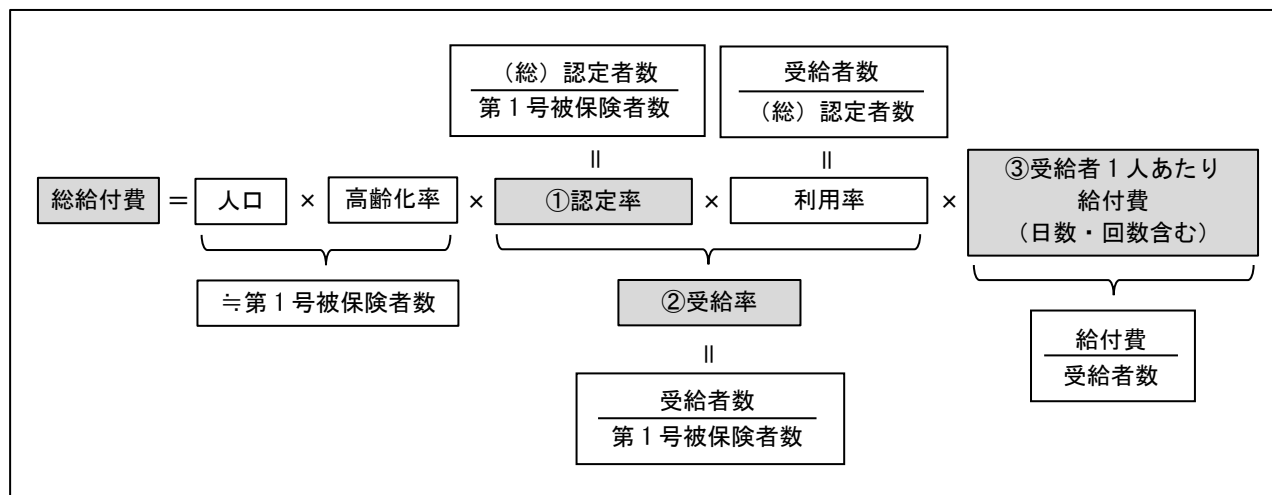 (総)認定者数
第1号被保険者数
受給者数
(総)認定者数
॥
॥
総給付費 = 人口 × 高齢化率 × ①認定率 × 利用率 × ③受給者1人あたり
給付費
(日数・回数含む)
≒第1号被保険者数
②受給率
॥
受給者数
第1号被保険者数
給付費
受給者数